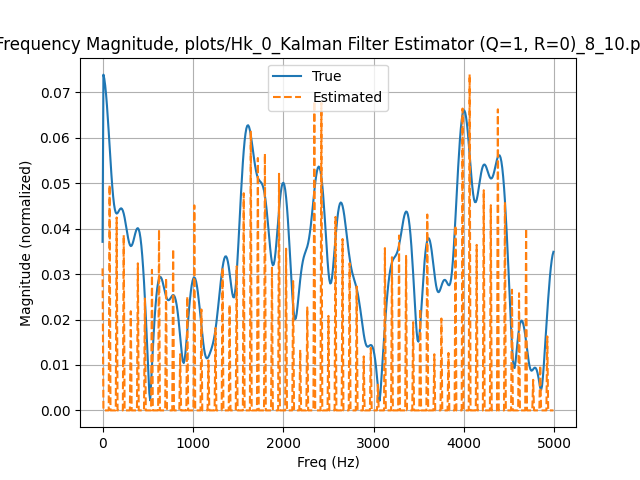 Frequency Magnitude, plots/Hk_0_Kalman Filter Estimator (Q=1, R=0)_8_10.p
True
Estimated
0.07
0.06
0.05
0.04
0.03
0.02
0.01
0.00
Magnitude (normalized)
0 1000 2000 3000 4000 5000
Freq (Hz)